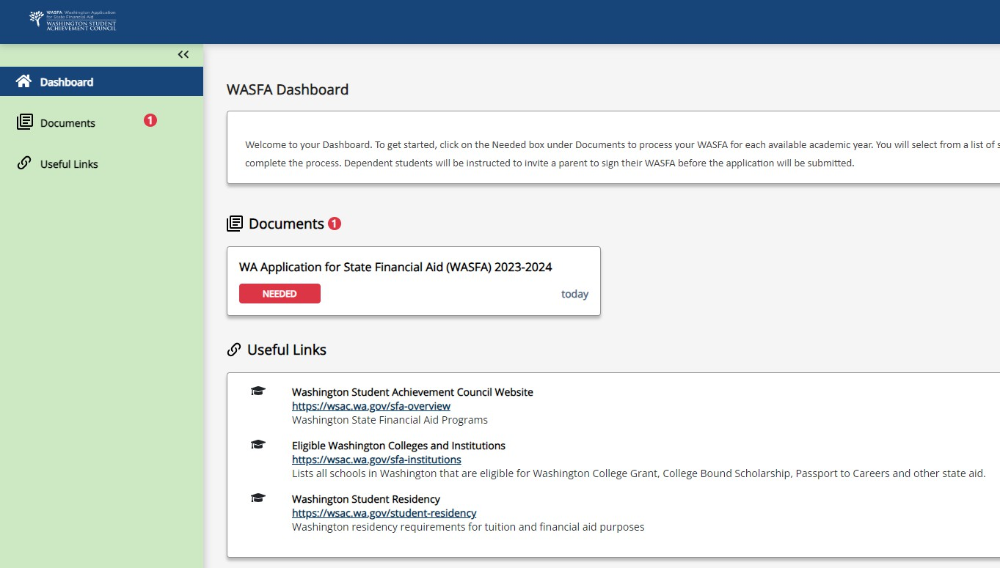 WASFA: Washington Application
for State Financial Aid
WASHINGTON STUDENT
ACHIEVEMENT COUNCIL
Dashboard
Documents 1
Useful Links
WASFA Dashboard
Welcome to your Dashboard. To get started, click on the Needed box under Documents to process your WASFA for each available academic year. You will select from a list of
complete the process. Dependent students will be instructed to invite a parent to sign their WASFA before the application will be submitted.
Documents 1
WA Application for State Financial Aid (WASFA) 2023-2024
NEEDED today
Useful Links
Washington Student Achievement Council Website
https://wsac.wa.gov/sfa-overview
Washington State Financial Aid Programs
Eligible Washington Colleges and Institutions
https://wsac.wa.gov/sfa-institutions
Lists all schools in Washington that are eligible for Washington College Grant, College Bound Scholarship, Passport to Careers and other state aid.
Washington Student Residency
https://wsac.wa.gov/student-residency
Washington residency requirements for tuition and financial aid purposes